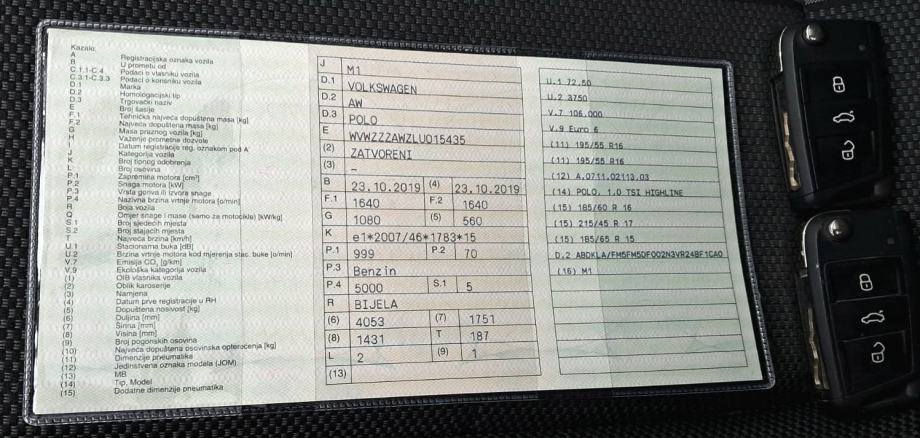 Kazalo:
A Registracijska oznaka vozila
B U prometu od
C.1.1-C.4 Podaci o vlasniku vozila
C.3.1-C.3.3 Podaci o korisniku vozila
D.1 Marka
D.2 Homologacijski tip
D.3 Trgovački naziv
E Broj šasije
F.1 Tehnička najveća dopuštena masa [kg]
F.2 Najveća dopuštena masa [kg]
G Masa praznog vozila [kg]
H Važenje prometne dozvole
I Datum registracije reg. oznakom pod A
J Kategorija vozila
K Broj tipnog odobrenja
L Broj osovina
P.1 Zapremina motora [cm³]
P.2 Snaga motora [kW]
P.3 Vrsta goriva ili izvora snage
P.4 Nazivna brzina vrtnje motora [o/min]
R Boja vozila
Q Omjer snage i mase (samo za motocikle) [kW/kg]
S.1 Broj sjedećih mjesta
S.2 Broj stajaćih mjesta
T Najveća brzina [km/h]
U.1 Stacionarna buka [dB]
U.2 Brzina vrtnje motora kod mjerenja stac. buke [o/min]
V.7 Emisija CO₂ [g/km]
V.9 Ekološka kategorija vozila
(1) OIB vlasnika vozila
(2) Oblik karoserije
(3) Namjena
(4) Datum prve registracije u RH
(5) Dopuštena nosivost [kg]
(6) Duljina [mm]
(7) Širina [mm]
(8) Visina [mm]
(9) Broj pogonskih osovina
(10) Najveća dopuštena osovinska opterećenja [kg]
(11) Dimenzije pneumatika
(12) Jedinstvena oznaka modela (JOM)
(13) MB
(14) Tip, Model
(15) Dodatne dimenzije pneumatika
J M1
D.1 VOLKSWAGEN
D.2 AW
D.3 POLO
E WVWZZZAWZLU015435
(2) ZATVORENI
(3) –
B 23.10.2019 (4) 23.10.2019
F.1 1640 F.2 1640
G 1080 (5) 560
K e1*2007/46*1783*15
P.1 999 P.2 70
P.3 Benzin
P.4 5000 S.1 5
R BIJELA
(6) 4053 (7) 1751
(8) 1431 T 187
L 2 (9) 1
(13)
U.1 72.50
U.2 3750
V.7 106.000
V.9 Euro 6
(11) 195/55 R16
(11) 195/55 R16
(12) A.0711.02113.03
(14) POLO, 1.0 TSI HIGHLINE
(15) 185/60 R 16
(15) 215/45 R 17
(15) 185/65 R 15
D.2 ABDKLA/FM5FM5DF002N3VR24BF1CA0
(16) M1